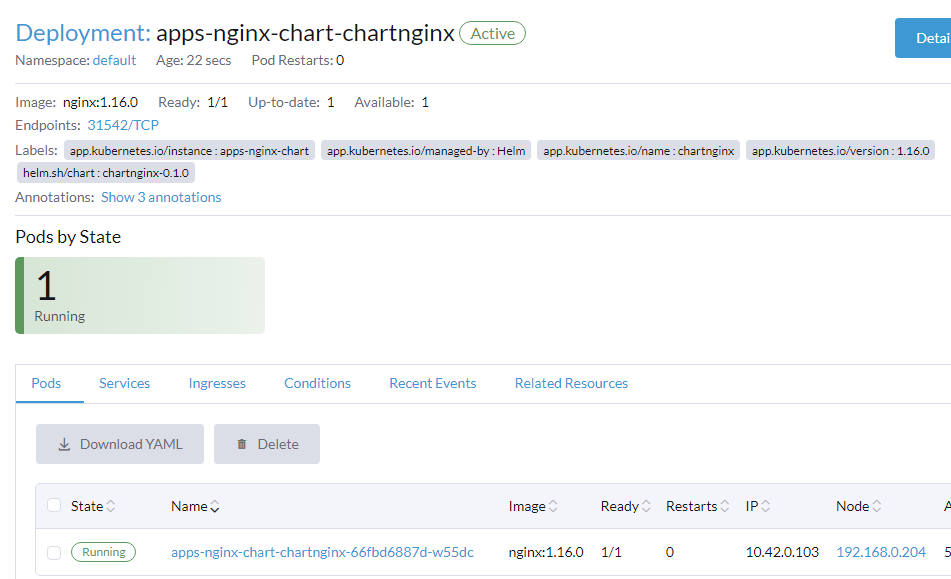 Deployment: apps-nginx-chart-chartnginx Active
Detai
Namespace: default Age: 22 secs Pod Restarts: 0
Image: nginx:1.16.0 Ready: 1/1 Up-to-date: 1 Available: 1
Endpoints: 31542/TCP
Labels: app.kubernetes.io/instance : apps-nginx-chart app.kubernetes.io/managed-by : Helm app.kubernetes.io/name : chartnginx app.kubernetes.io/version : 1.16.0
helm.sh/chart : chartnginx-0.1.0
Annotations: Show 3 annotations
Pods by State
1
Running
Pods Services Ingresses Conditions Recent Events Related Resources
Download YAML Delete
State Name Image Ready Restarts IP Node A
Running apps-nginx-chart-chartnginx-66fbd6887d-w55dc nginx:1.16.0 1/1 0 10.42.0.103 192.168.0.204 5